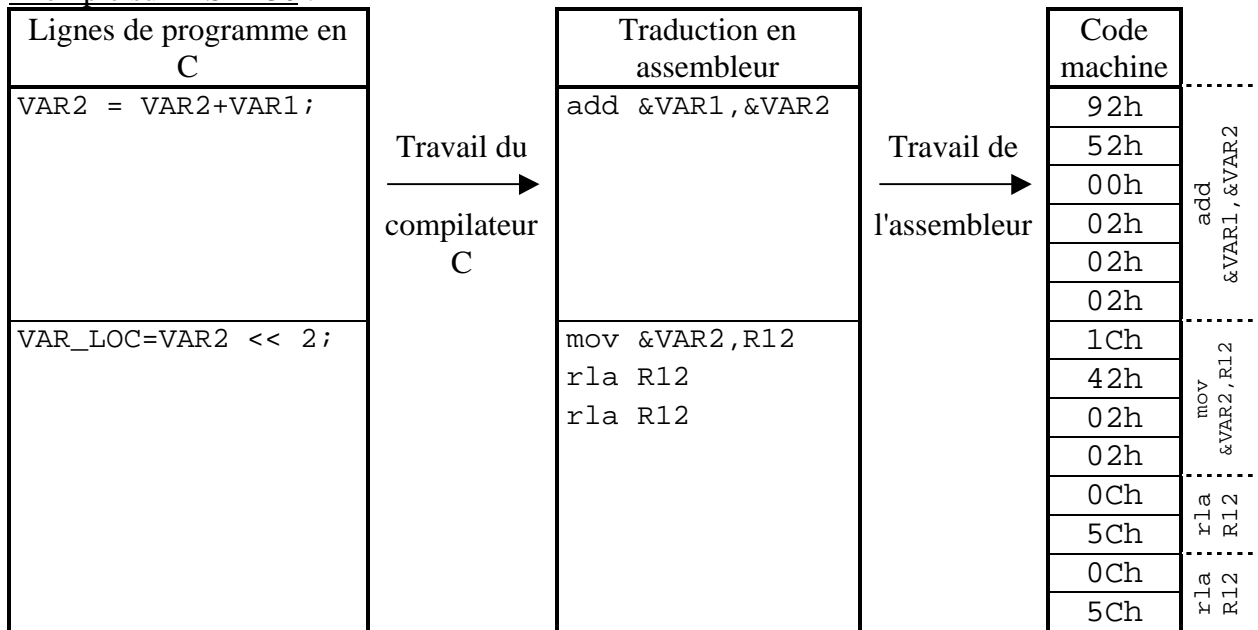 Lignes de programme en
C
Traduction en
assembleur
Code
machine
VAR2 = VAR2+VAR1;
Travail du
compilateur
C
add &VAR1,&VAR2
Travail de
l'assembleur
92h
52h
00h
02h
02h
02h
add
&VAR1,&VAR2
VAR_LOC=VAR2 << 2;
mov &VAR2,R12
rla R12
rla R12
1Ch
42h
02h
02h
mov
&VAR2,R12
0Ch
5Ch
rla
R12
0Ch
5Ch
rla
R12